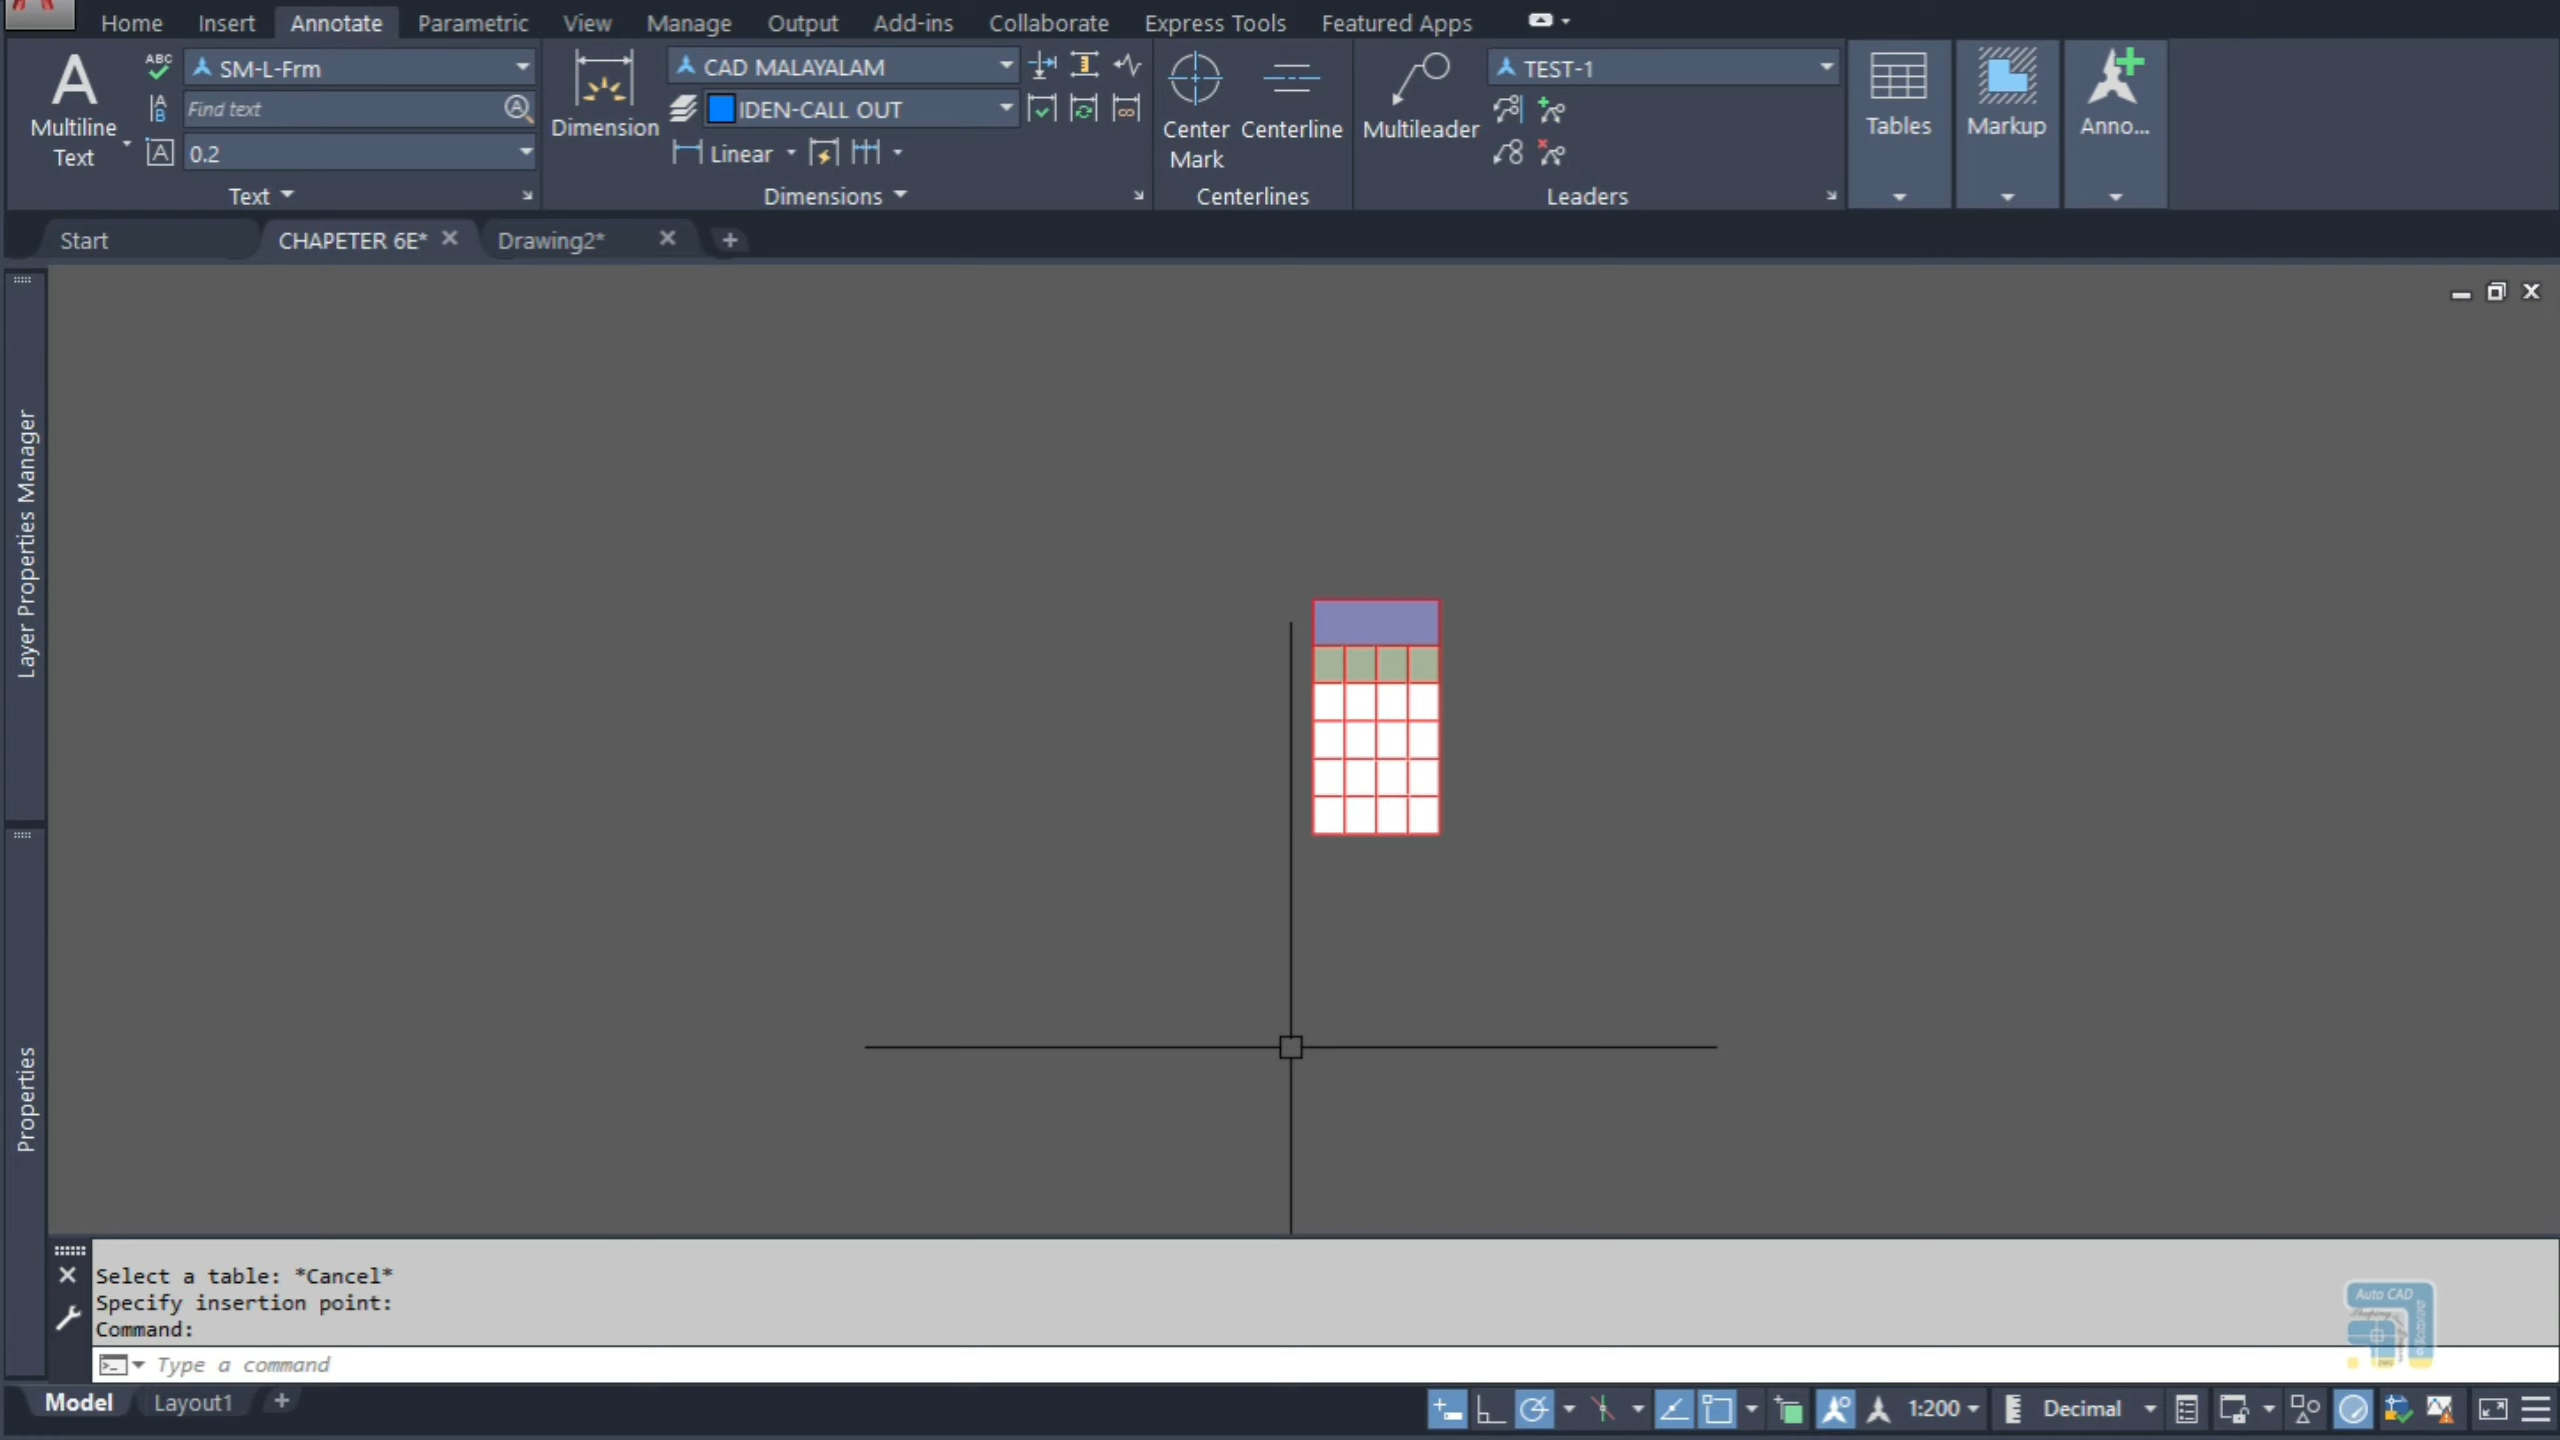 Home Insert Annotate Parametric View Manage Output Add-ins Collaborate Express Tools Featured Apps
Multiline
Text
ABC
SM-L-Frm
Find text
0.2
Text
Dimension
CAD MALAYALAM
IDEN-CALL OUT
Linear
Dimensions
Center
Mark
Centerline
Centerlines
Multileader
TEST-1
Leaders
Tables
Markup
Anno...
Start
CHAPETER 6E*
Drawing2*
Layer Properties Manager
Properties
Select a table: *Cancel*
Specify insertion point:
Command:
Type a command
Auto CAD
Model Layout1
1:200
Decimal